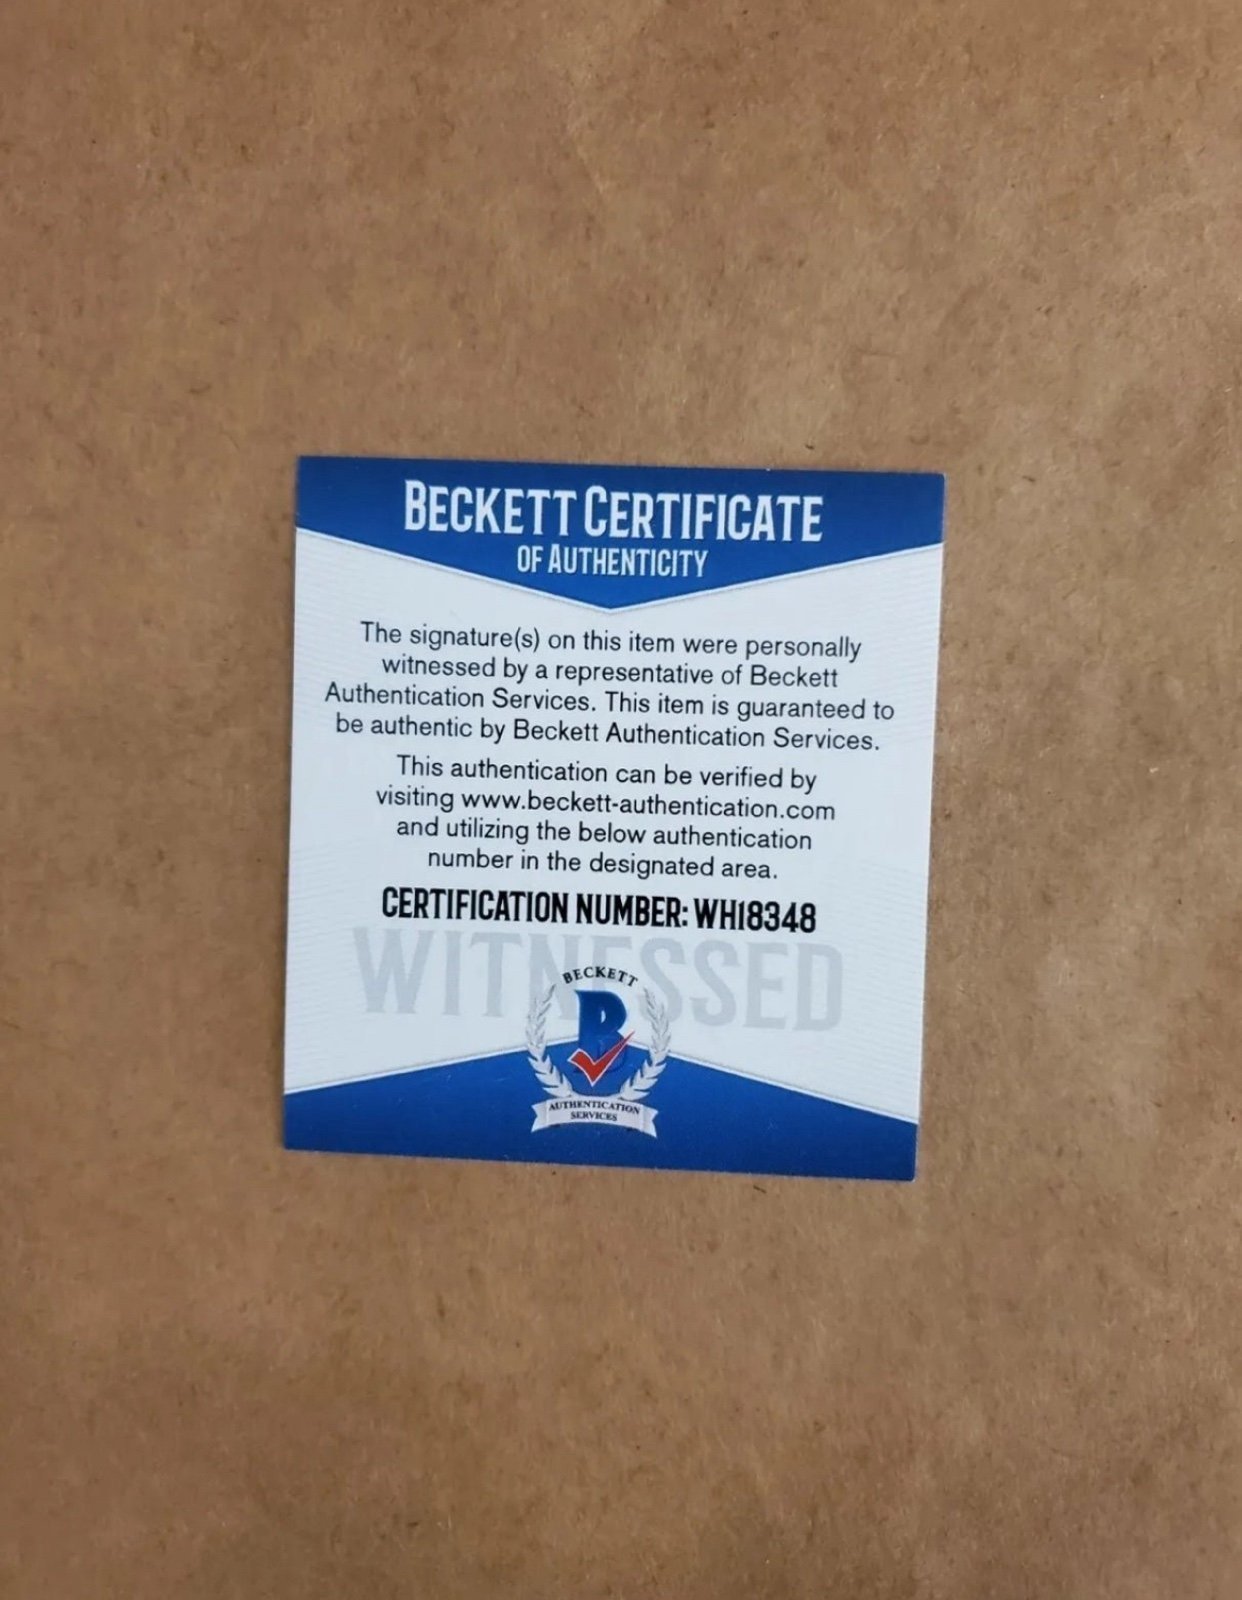 BECKETT CERTIFICATE
OF AUTHENTICITY
The signature(s) on this item were personally
witnessed by a representative of Beckett
Authentication Services. This item is guaranteed to
be authentic by Beckett Authentication Services.
This authentication can be verified by
visiting www.beckett-authentication.com
and utilizing the below authentication
number in the designated area.
CERTIFICATION NUMBER: WH18348
WITNESSED
BECKETT
B
AUTHENTICATION
SERVICES